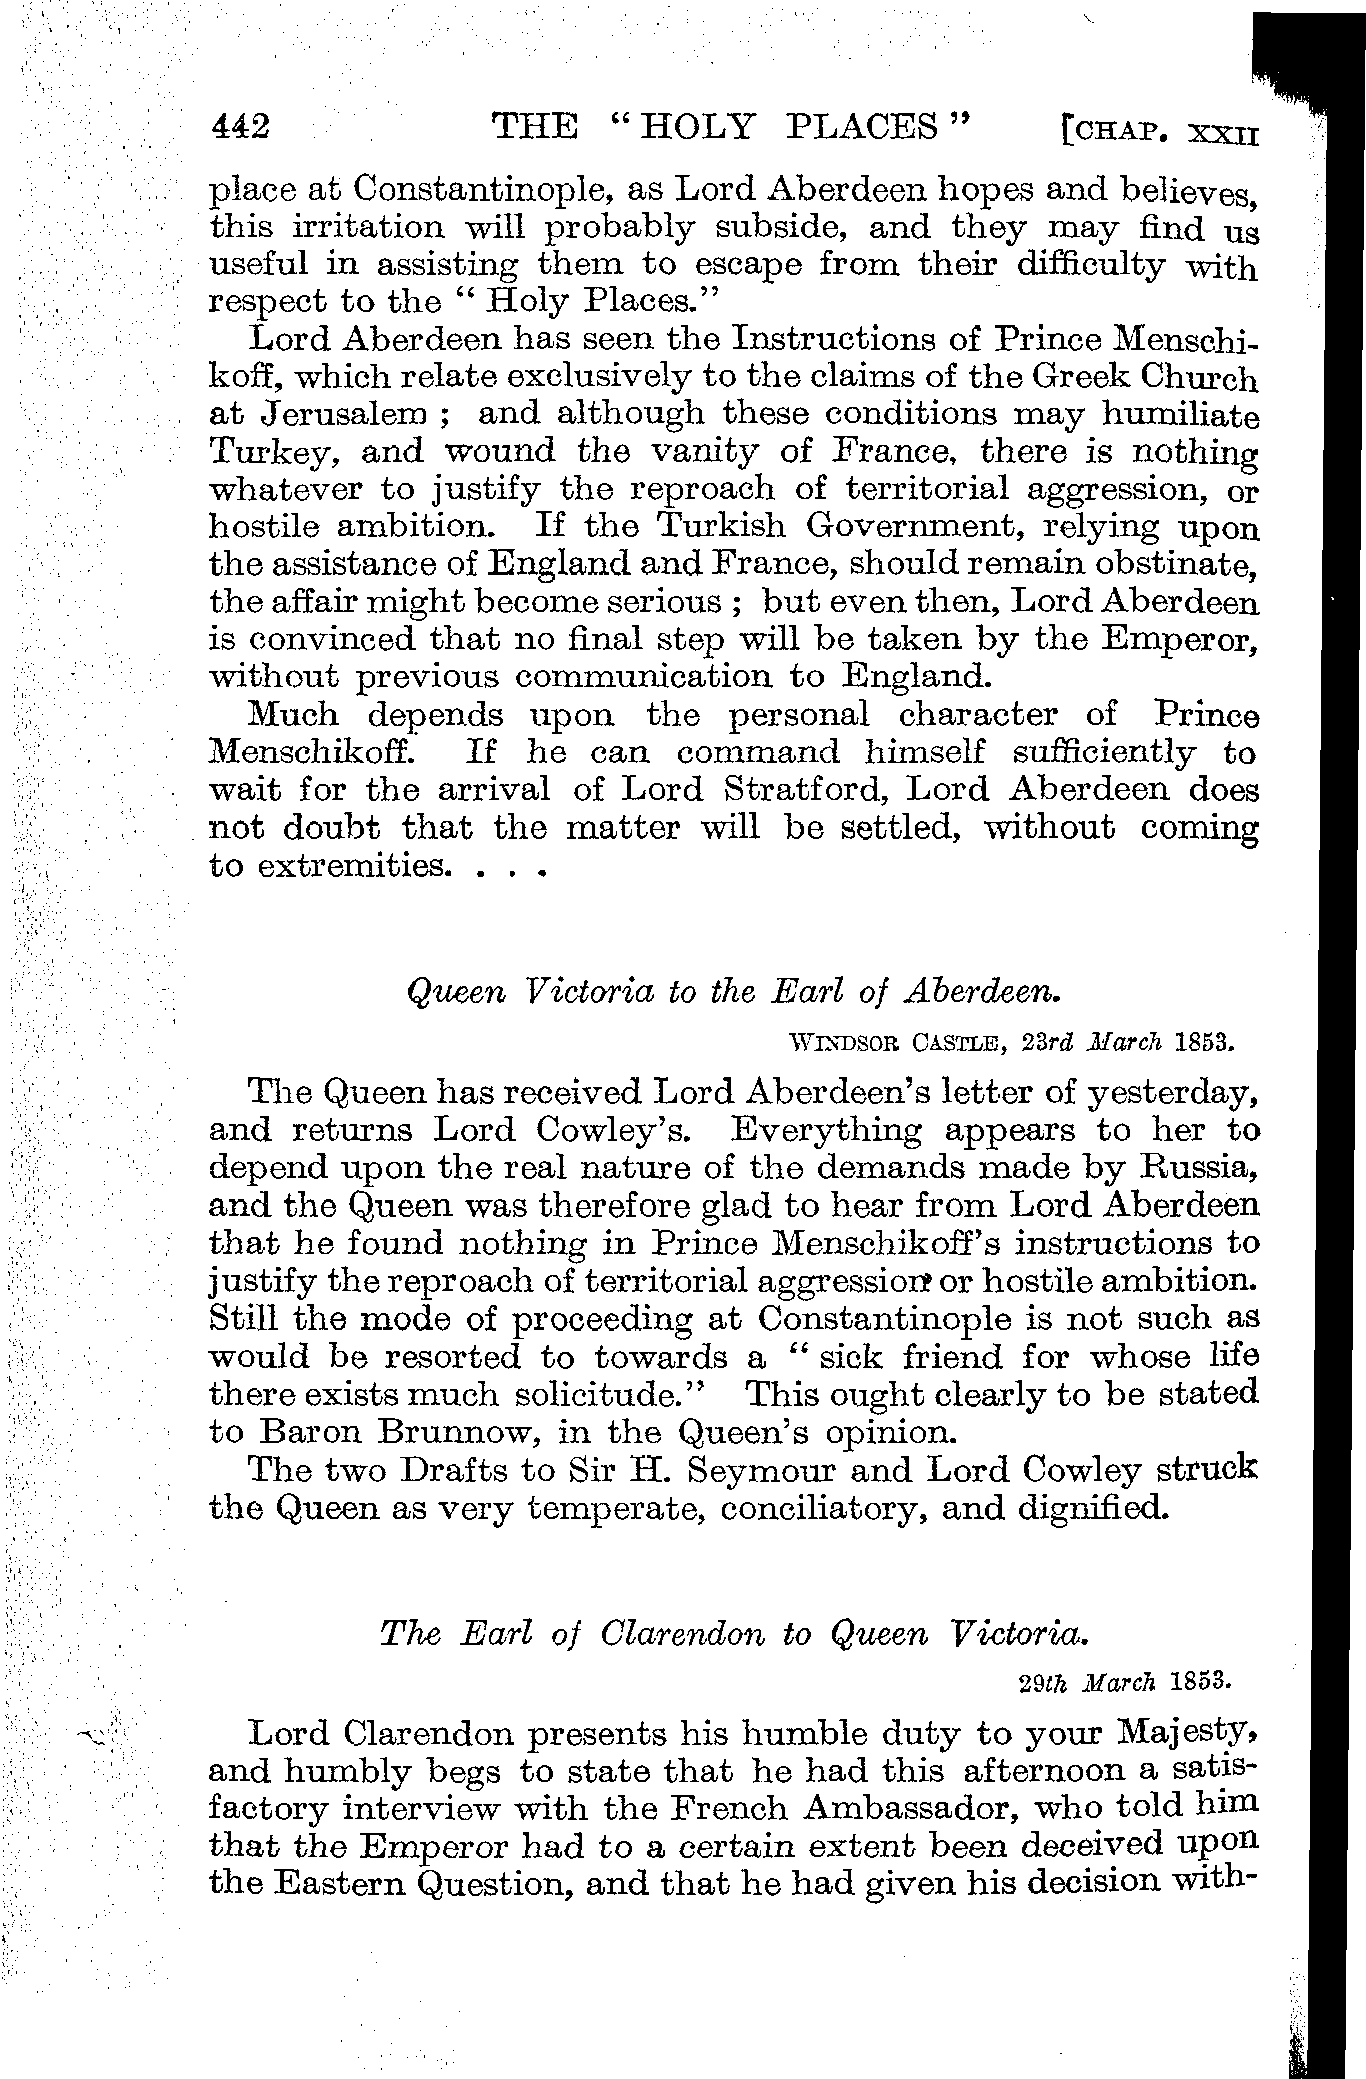 442 THE " HOLY PLACES " [CHAP. XXII
place at Constantinople, as Lord Aberdeen hopes and believes,
this irritation will probably subside, and they may find us
useful in assisting them to escape from their difficulty with
respect to the " Holy Places."
Lord Aberdeen has seen the Instructions of Prince Menschi-
koff, which relate exclusively to the claims of the Greek Church
at Jerusalem ; and although these conditions may humiliate
Turkey, and wound the vanity of France, there is nothing
whatever to justify the reproach of territorial aggression, or
hostile ambition. If the Turkish Government, relying upon
the assistance of England and France, should remain obstinate,
the affair might become serious ; but even then, Lord Aberdeen
is convinced that no final step will be taken by the Emperor,
without previous communication to England.
Much depends upon the personal character of Prince
Menschikoff. If he can command himself sufficiently to
wait for the arrival of Lord Stratford, Lord Aberdeen does
not doubt that the matter will be settled, without coming
to extremities. . . .
Queen Victoria to the Earl of Aberdeen.
WINDSOR CASTLE, 23rd March 1853.
The Queen has received Lord Aberdeen's letter of yesterday,
and returns Lord Cowley's. Everything appears to her to
depend upon the real nature of the demands made by Russia,
and the Queen was therefore glad to hear from Lord Aberdeen
that he found nothing in Prince Menschikoff's instructions to
justify the reproach of territorial aggression or hostile ambition.
Still the mode of proceeding at Constantinople is not such as
would be resorted to towards a " sick friend for whose life
there exists much solicitude." This ought clearly to be stated
to Baron Brunnow, in the Queen's opinion.
The two Drafts to Sir H. Seymour and Lord Cowley struck
the Queen as very temperate, conciliatory, and dignified.
The Earl of Clarendon to Queen Victoria.
29th March 1853.
Lord Clarendon presents his humble duty to your Majesty,
and humbly begs to state that he had this afternoon a satis-
factory interview with the French Ambassador, who told him
that the Emperor had to a certain extent been deceived upon
the Eastern Question, and that he had given his decision with-